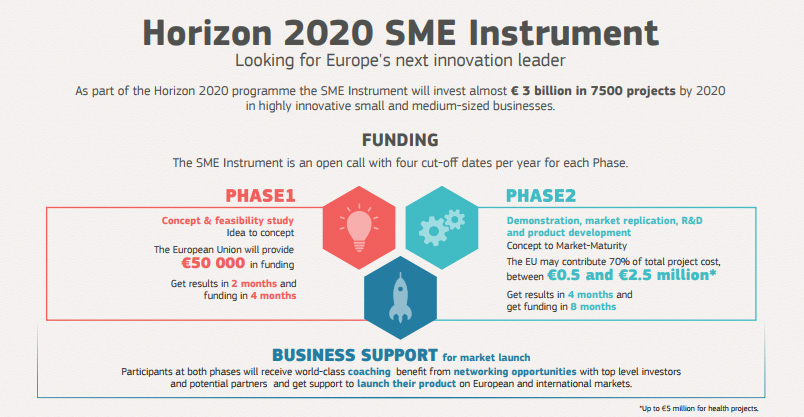 Horizon 2020 SME Instrument
Looking for Europe's next innovation leader
As part of the Horizon 2020 programme the SME Instrument will invest almost € 3 billion in 7500 projects by 2020
in highly innovative small and medium-sized businesses.
FUNDING
The SME Instrument is an open call with four cut-off dates per year for each Phase.
PHASE1
Concept & feasibility study
Idea to concept
The European Union will provide
€50 000 in funding
Get results in 2 months and
funding in 4 months
PHASE2
Demonstration, market replication, R&D
and product development
Concept to Market-Maturity
The EU may contribute 70% of total project cost,
between €0.5 and €2.5 million*
Get results in 4 months and
get funding in 8 months
BUSINESS SUPPORT for market launch
Participants at both phases will receive world-class coaching benefit from networking opportunities with top level investors
and potential partners and get support to launch their product on European and international markets.
*Up to €5 million for health projects.